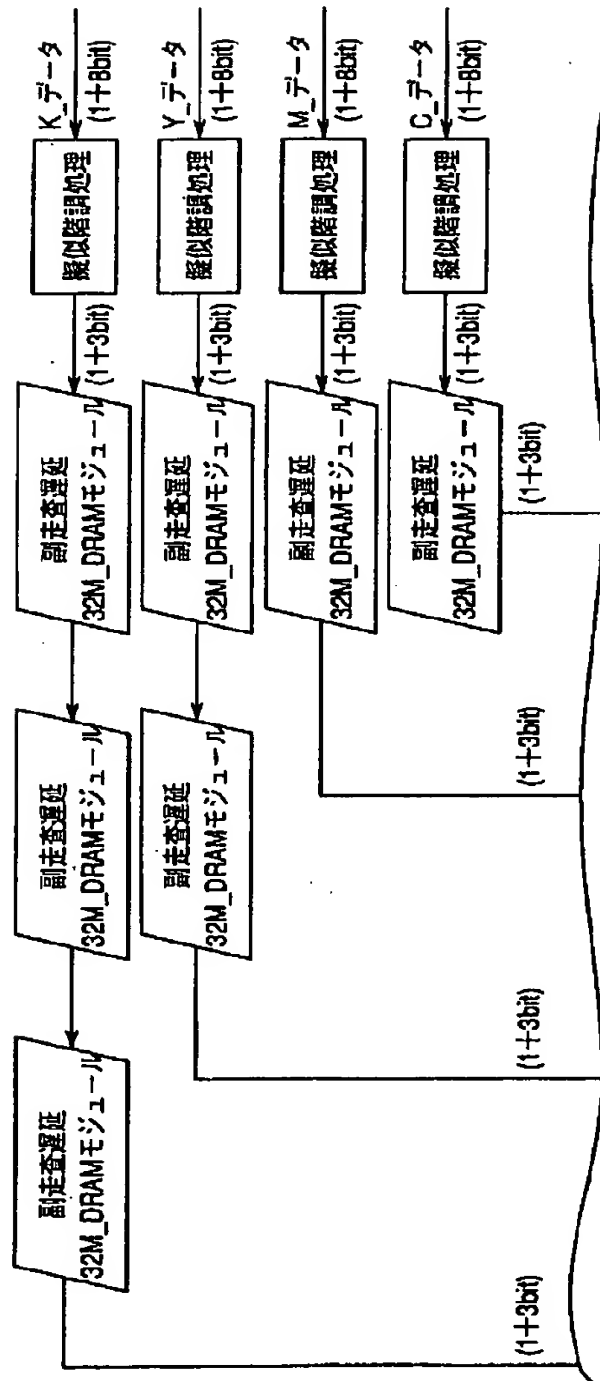 副走査遅延
32M_DRAMモジュール
副走査遅延
32M_DRAMモジュール
副走査遅延
32M_DRAMモジュール
(1+3bit)
擬似階調処理
K_データ
(1+8bit)
副走査遅延
32M_DRAMモジュール
副走査遅延
32M_DRAMモジュール
(1+3bit)
擬似階調処理
Y_データ
(1+8bit)
副走査遅延
32M_DRAMモジュール
(1+3bit)
擬似階調処理
M_データ
(1+8bit)
副走査遅延
32M_DRAMモジュール
(1+3bit)
擬似階調処理
C_データ
(1+8bit)
(1+3bit)
(1+3bit)
(1+3bit)
(1+3bit)